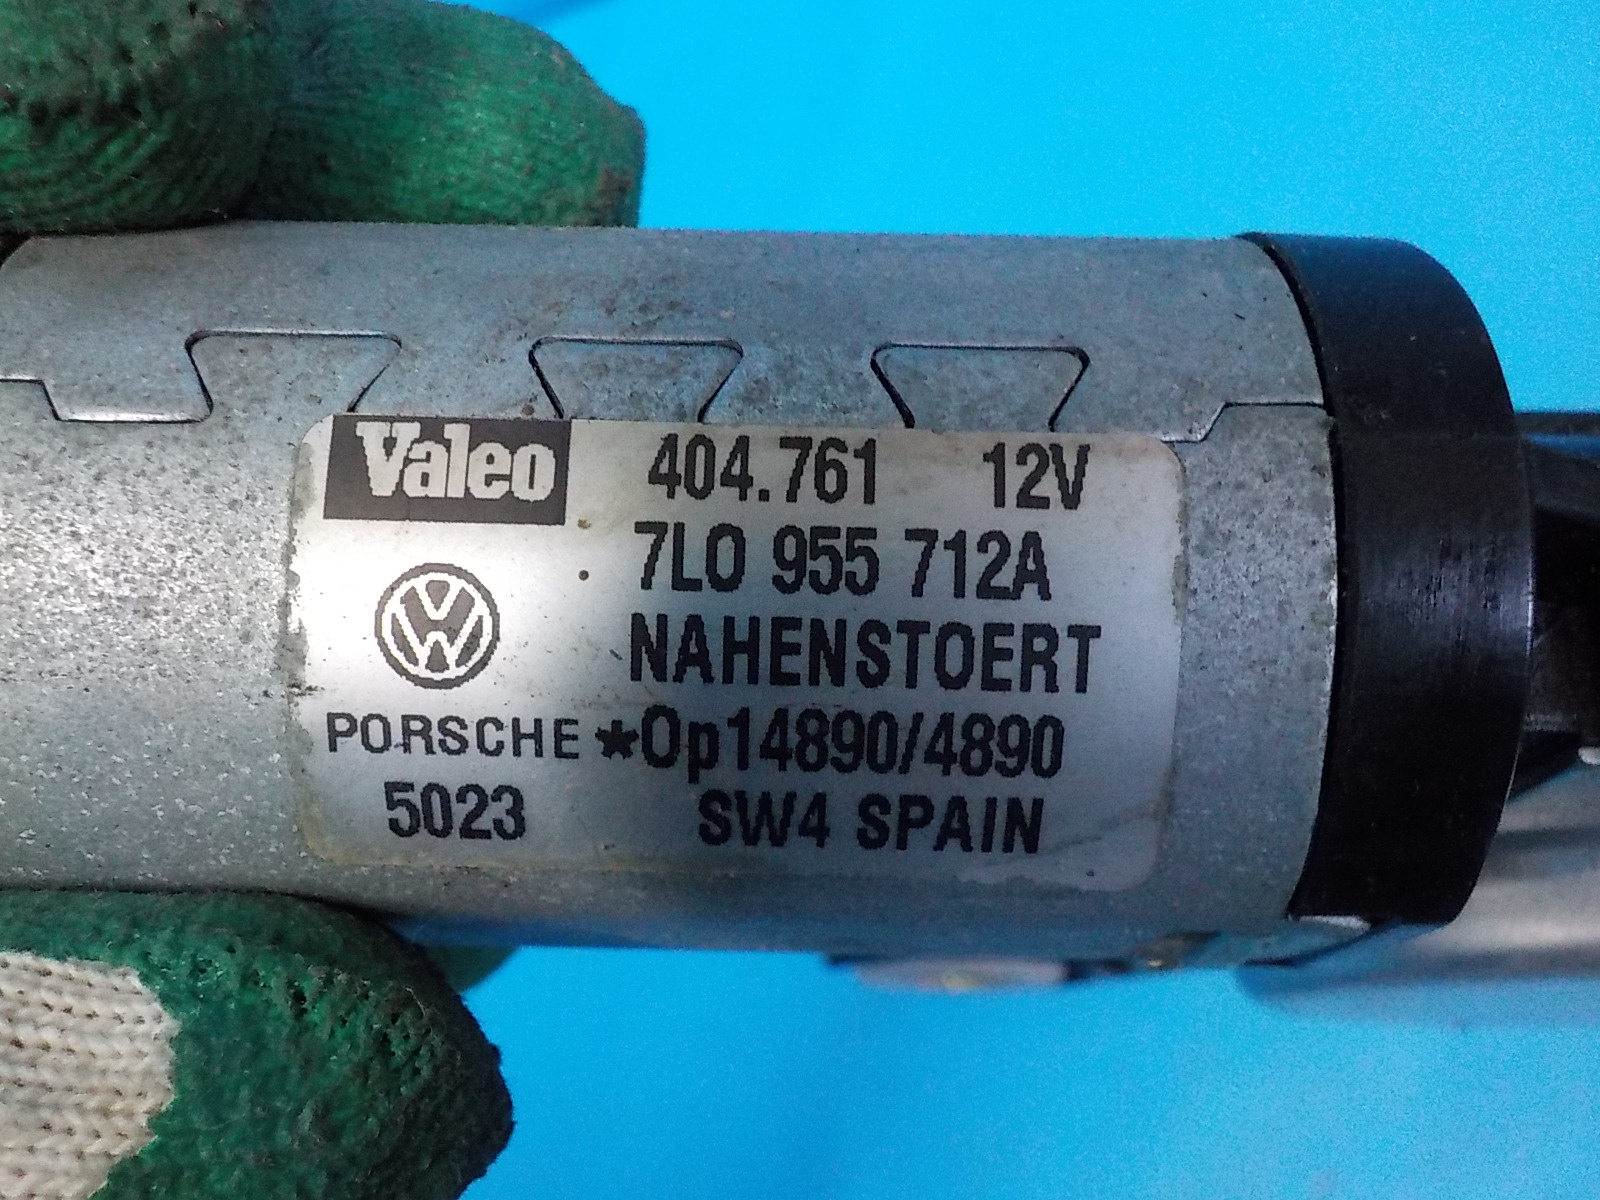 Valeo 404.761 12V
7L0 955 712A
NAHENSTOERT
PORSCHE *Op14890/4890
5023 SW4 SPAIN